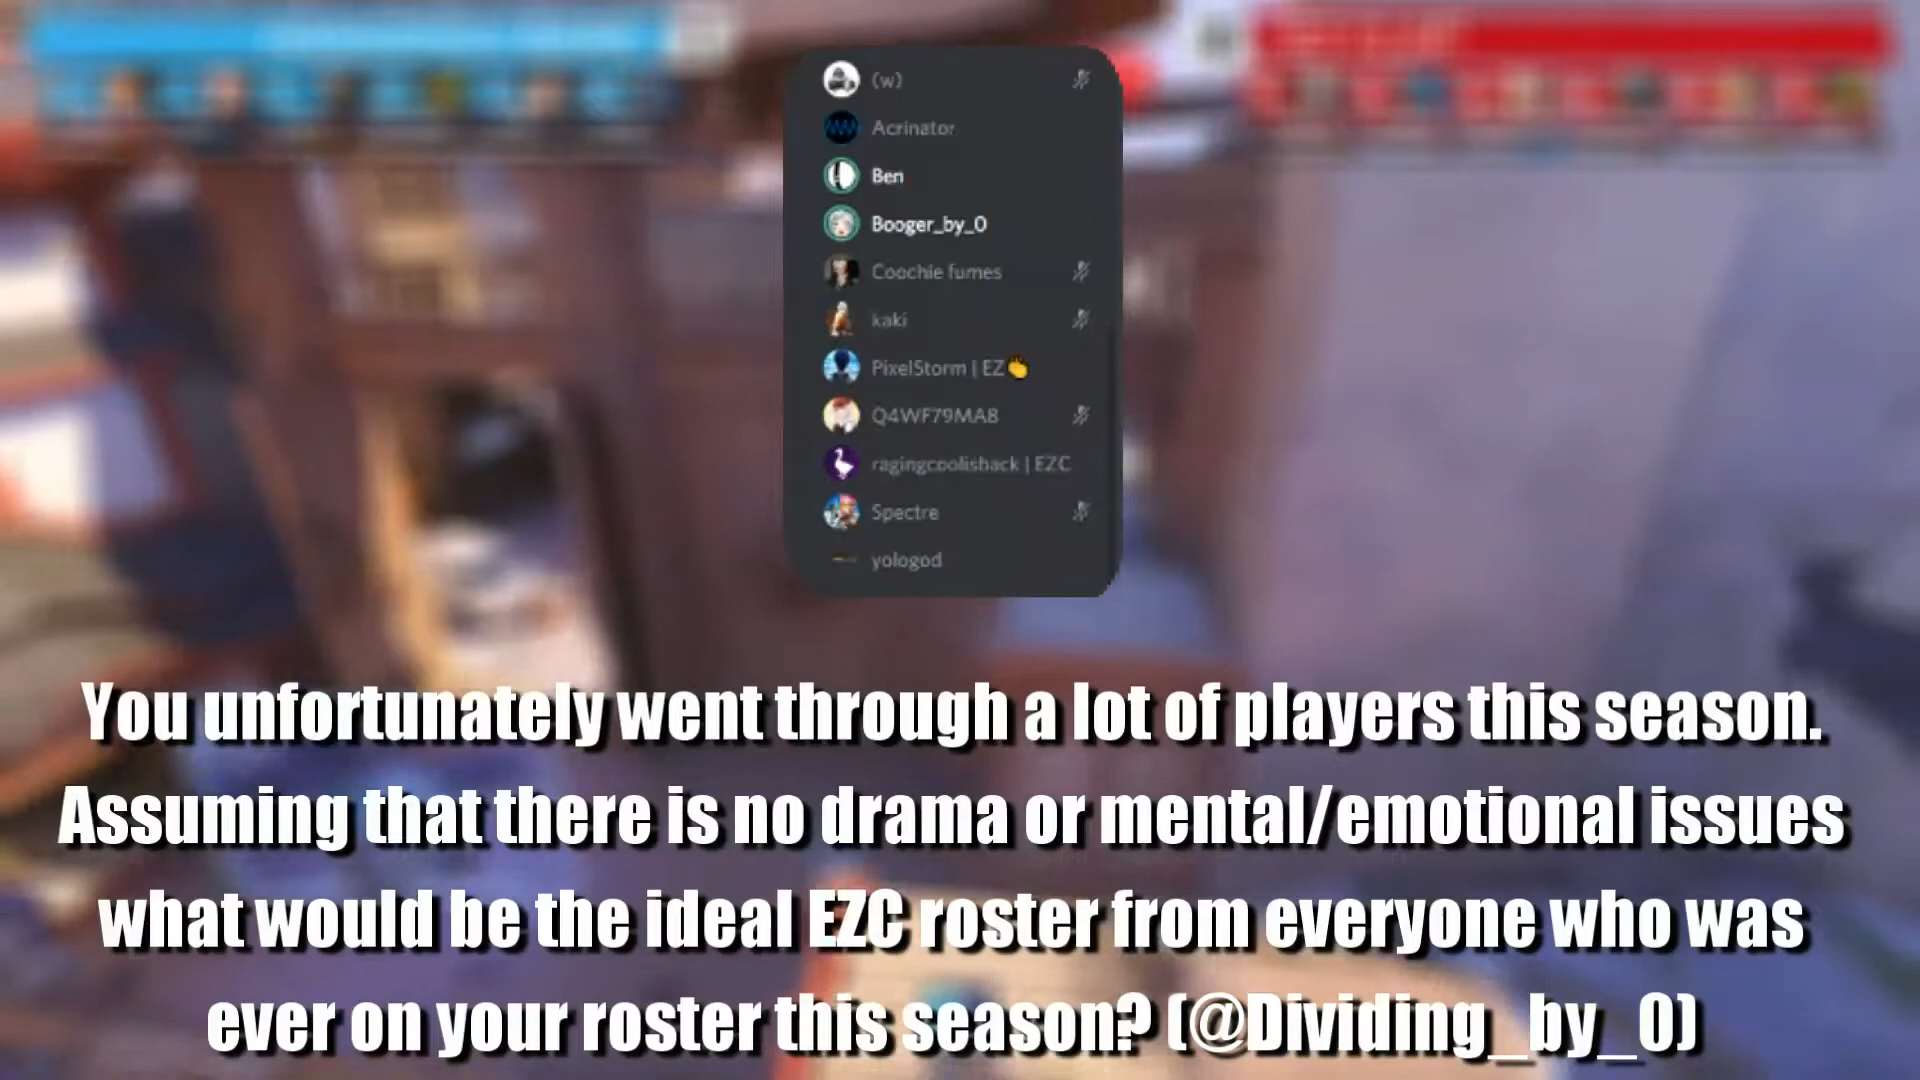 (w)
Acrinator
Ben
Booger_by_0
Coochie fumes
kaki
PixelStorm | EZ👏
Q4WF79MA8
ragingcoolishack | EZC
Spectre
yologod
You unfortunately went through a lot of players this season.
Assuming that there is no drama or mental/emotional issues
what would be the ideal EZC roster from everyone who was
ever on your roster this season? (@Dividing_by_0)